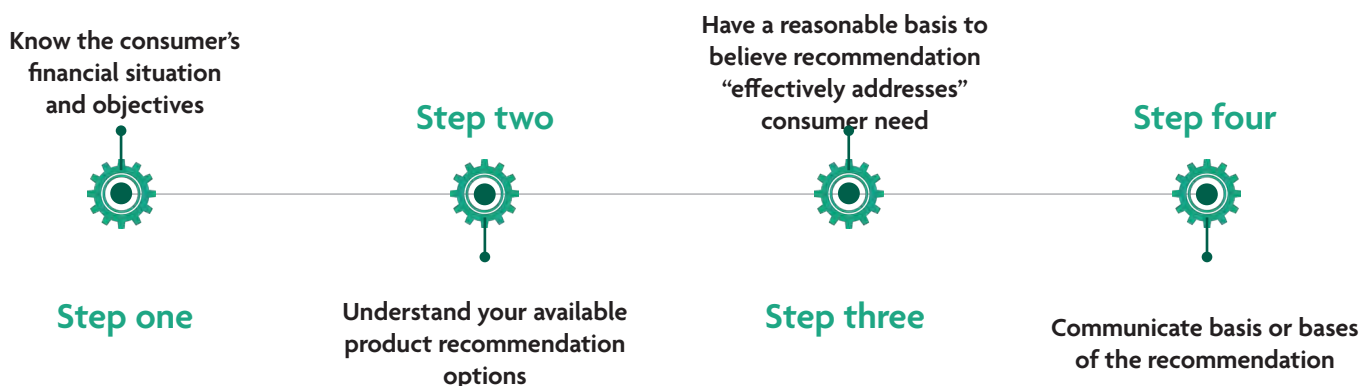 Know the consumer’s
financial situation
and objectives
Step one
Step two
Understand your available
product recommendation
options
Have a reasonable basis to
believe recommendation
“effectively addresses”
consumer need
Step three
Step four
Communicate basis or bases
of the recommendation